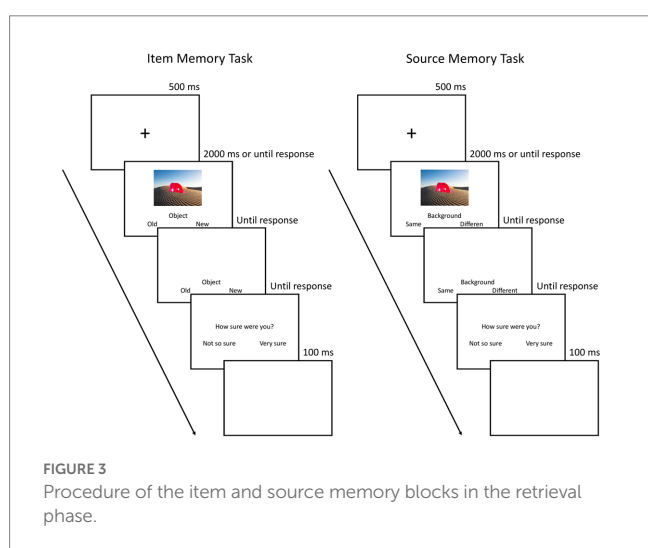 Item Memory Task
500 ms
+
2000 ms or until response
Object
Old New
Until response
Object
Old New
Until response
How sure were you?
Not so sure Very sure
100 ms
Source Memory Task
500 ms
+
2000 ms or until response
Background
Same Differen
Until response
Background
Same Different
Until response
How sure were you?
Not so sure Very sure
100 ms
FIGURE 3
Procedure of the item and source memory blocks in the retrieval
phase.